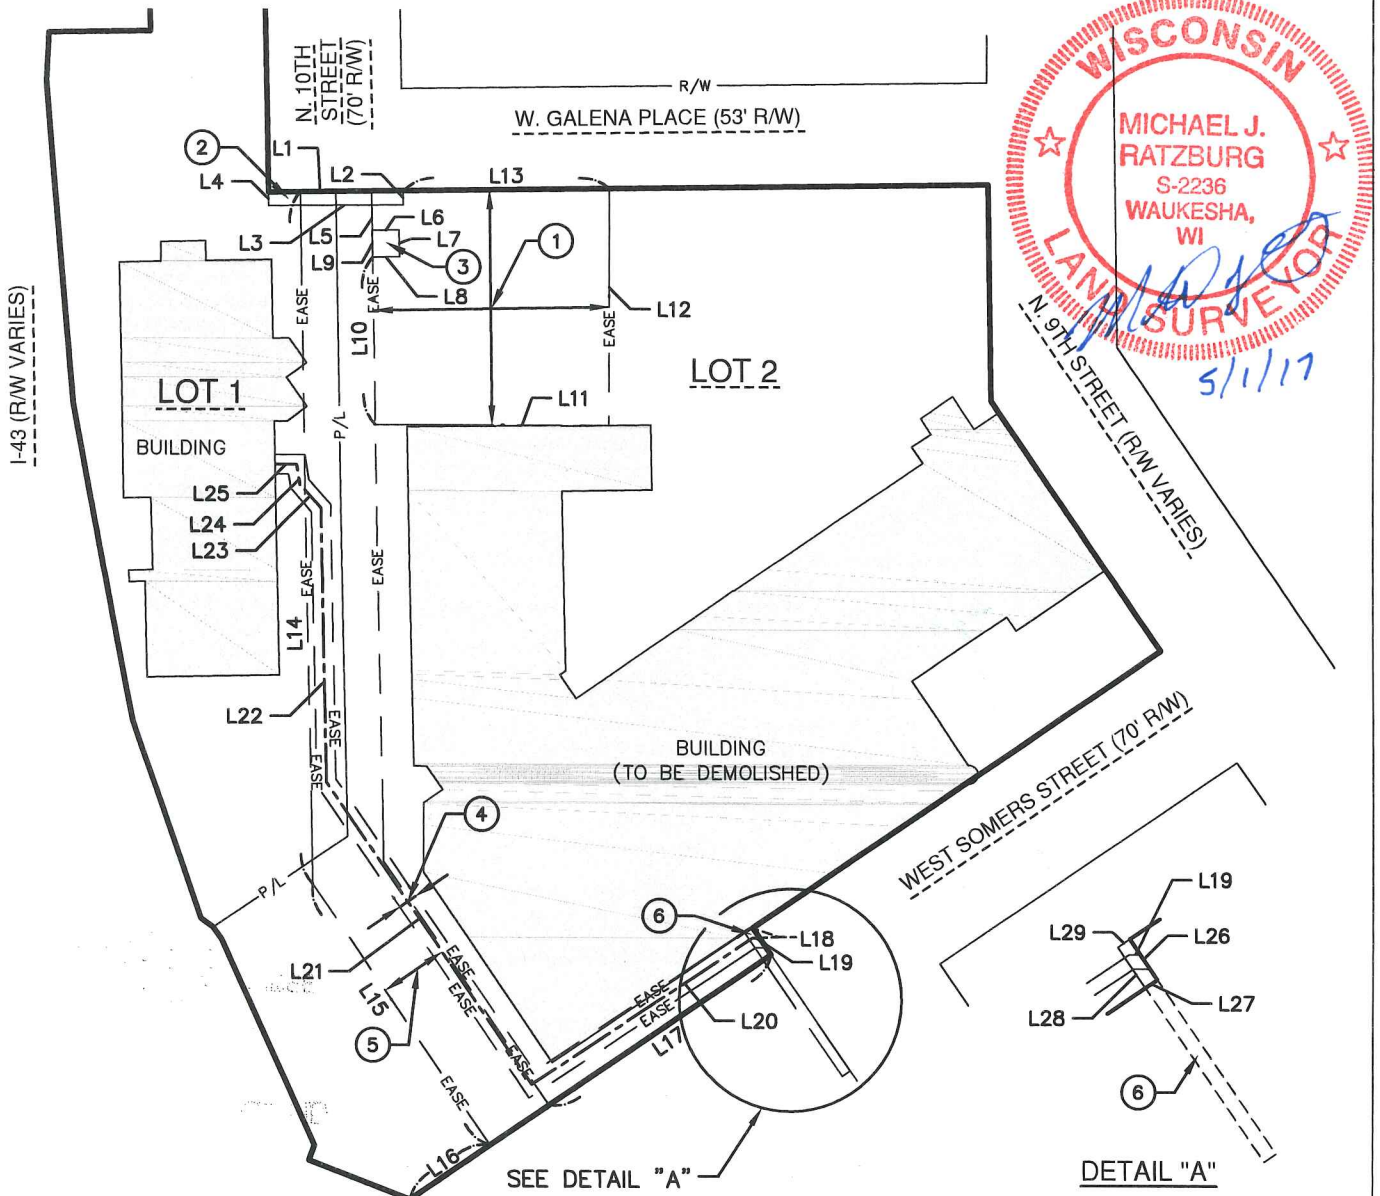 N. 10TH
STREET
(70' R/W)
R/W
W. GALENA PLACE (53' R/W)
WISCONSIN
MICHAEL J.
RATZBURG
S-2236
WAUKESHA,
WI
LAND SURVEYOR
5/1/17
2
L1
L4
L2
L13
L3
L5
L6
L7
L9
3
L8
1
EASE
EASE
L10
L12
EASE
I-43 (R/W VARIES)
LOT 1
LOT 2
N. 9TH STREET (R/W VARIES)
P/L
L11
BUILDING
L25
L24
L23
EASE
EASE
L14
L22
EASE
EASE
BUILDING
(TO BE DEMOLISHED)
WEST SOMERS STREET (70' R/W)
4
P/L
6
L18
L19
L21
L15
EASE
EASE
EASE
EASE
EASE
EASE
L20
L17
5
L16
SEE DETAIL "A"
L19
L29
L26
L28
L27
6
DETAIL "A"